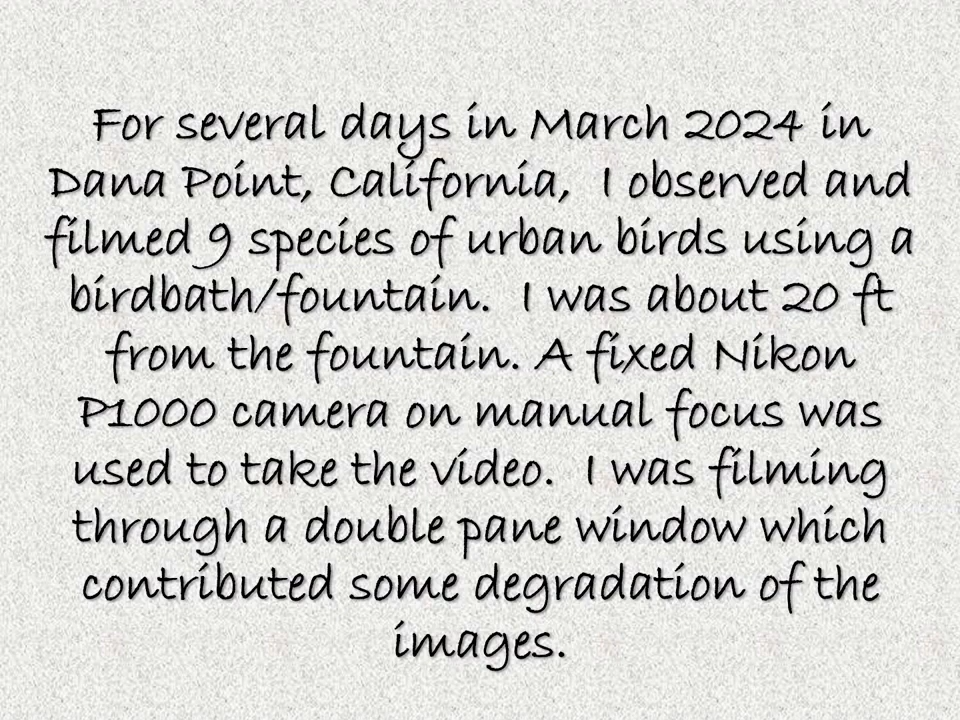 For several days in March 2024 in
Dana Point, California,  I observed and
filmed 9 species of urban birds using a
birdbath/fountain.  I was about 20 ft
from the fountain. A fixed Nikon
P1000 camera on manual focus was
used to take the video.  I was filming
through a double pane window which
contributed some degradation of the
images.